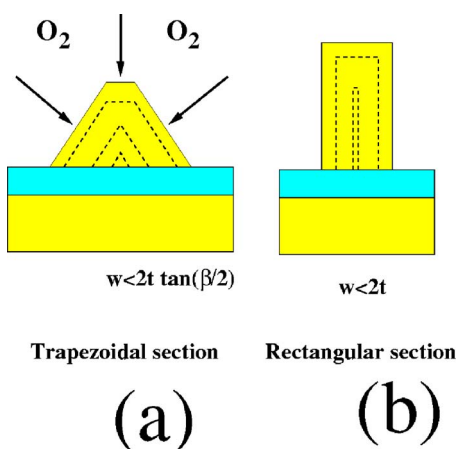 O2 O2
w<2t tan(β/2)
w<2t
Trapezoidal section
Rectangular section
(a)
(b)